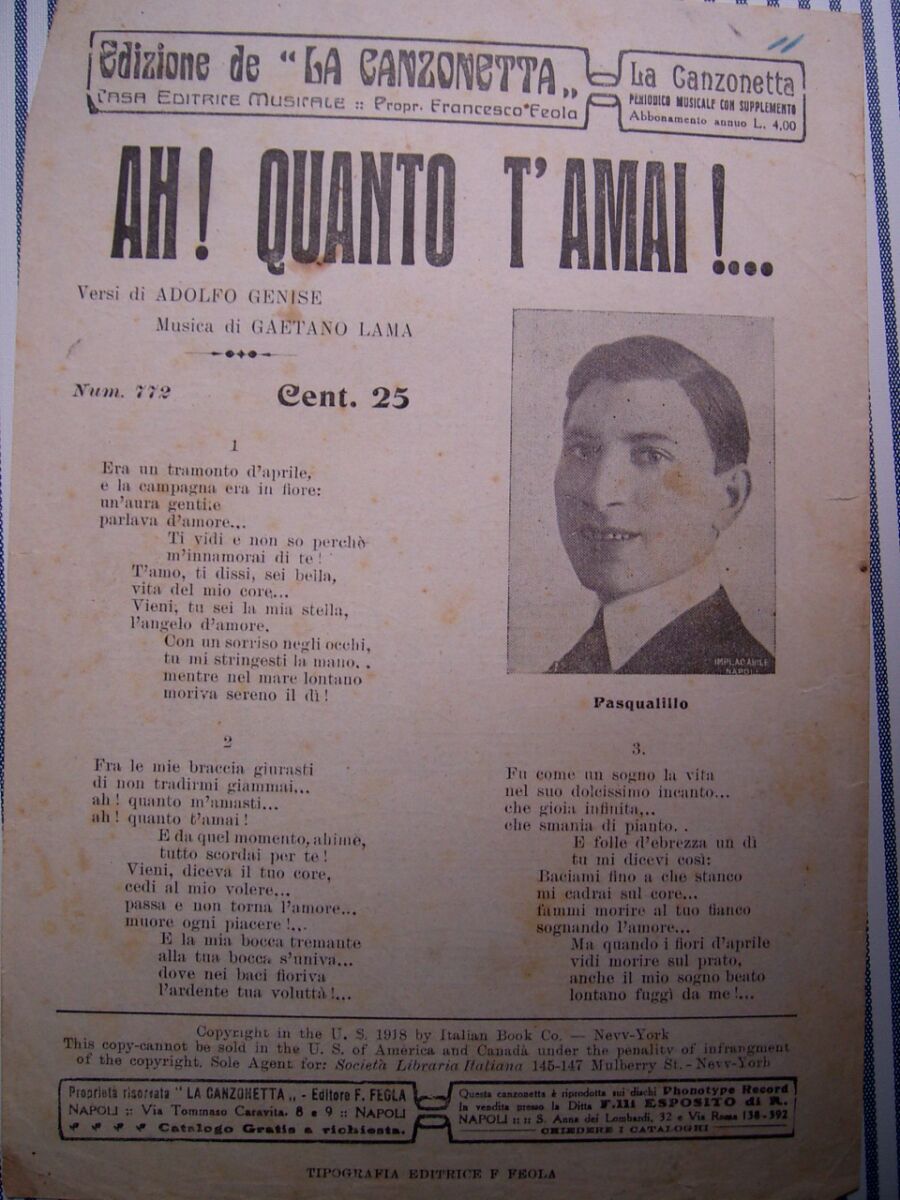 Edizione de "LA CANZONETTA„
CASA EDITRICE MUSICALE :: Propr. Francesco Feola
La Canzonetta
PERIODICO MUSICALE CON SUPPLEMENTO
Abbonamento annuo L. 4,00
11
AH! QUANTO T'AMAI!....
Versi di ADOLFO GENISE
Musica di GAETANO LAMA
Num. 772
Cent. 25
1
Era un tramonto d'aprile,
e la campagna era in fiore:
un'aura gentile
parlava d'amore...
Ti vidi e non so perchè
m'innamorai di te!
T'amo, ti dissi, sei bella,
vita del mio core...
Vieni, tu sei la mia stella,
l'angelo d'amore.
Con un sorriso negli occhi,
tu mi stringesti la mano. .
mentre nel mare lontano
moriva sereno il dì!
IMPLACABILE
NAPOLI
Pasqualillo
2
Fra le mie braccia giurasti
di non tradirmi giammai...
ah! quanto m'amasti...
ah! quanto t'amai!
E da quel momento, ahimè,
tutto scordai per te!
Vieni, diceva il tuo core,
cedi al mio volere...
passa e non torna l'amore...
muore ogni piacere!...
E la mia bocca tremante
alla tua bocca s'univa...
dove nei baci fioriva
l'ardente tua voluttà!...
3.
Fu come un sogno la vita
nel suo dolcissimo incanto...
che gioia infinita,..
che smania di pianto. .
E folle d'ebrezza un dì
tu mi dicevi così:
Baciami fino a che stanco
mi cadrai sul core...
fammi morire al tuo fianco
sognando l'amore...
Ma quando i fiori d'aprile
vidi morire sul prato,
anche il mio sogno beato
lontano fuggì da me!...
Copyright in the U. S. 1918 by Italian Book Co. — Nevv-York
This copy-cannot be sold in the U. S. of América and Canadà under the penality of infrangment
of the copyright. Sole Agent for: Società Libraria Italiana 145-147 Mulberry St.-Nevv-Yorb
Proprietà riservata "LA CANZONETTA„ - Editore F. FEOLA
NAPOLI :: Via Tommaso Caravita. 8 e 9 :: NAPOLI
Catalogo Gratis a richiesta.
Questa canzonetta è riprodotta sui dischi Phonotype Record
In vendita presso la Ditta F.lli ESPOSITO di R.
NAPOLI :: :: S. Anna dei Lombardi, 32 e Via Roma 138-392
CHIEDERE I CATALOGHI
TIPOGRAFIA EDITRICE F FEOLA